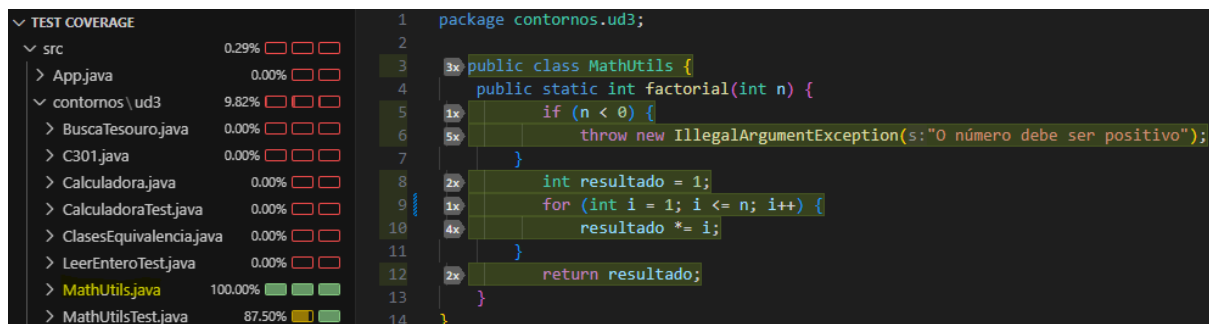 TEST COVERAGE
src 0.29%
App.java 0.00%
contornos\ud3 9.82%
BuscaTesouro.java 0.00%
C301.java 0.00%
Calculadora.java 0.00%
CalculadoraTest.java 0.00%
ClasesEquivalencia.java 0.00%
LeerEnteroTest.java 0.00%
MathUtils.java 100.00%
MathUtilsTest.java 87.50%
1 package contornos.ud3;
2
3 3x public class MathUtils {
4 public static int factorial(int n) {
5 1x if (n < 0) {
6 5x throw new IllegalArgumentException(s:"O número debe ser positivo");
7 }
8 2x int resultado = 1;
9 1x for (int i = 1; i <= n; i++) {
10 4x resultado *= i;
11 }
12 2x return resultado;
13 }
14 }